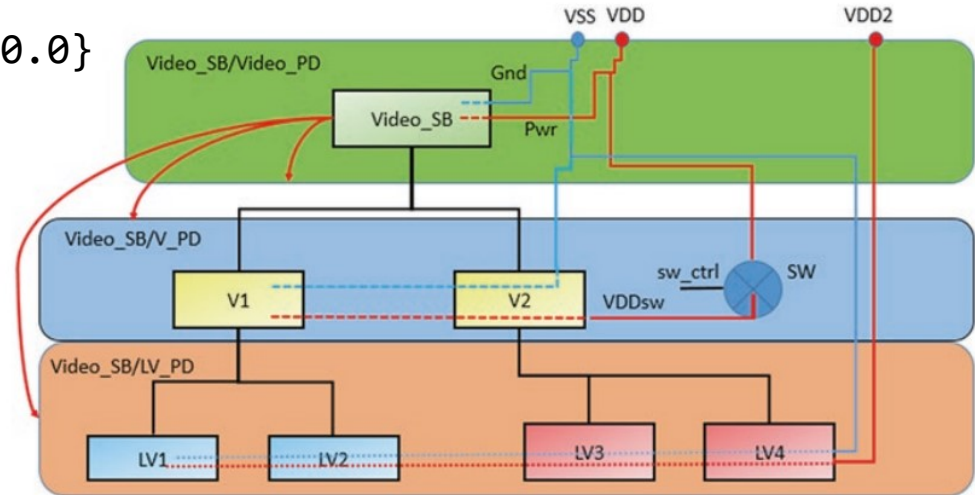 0.0}
VSS VDD VDD2
Video_SB/Video_PD
Gnd
Video_SB
Pwr
Video_SB/V_PD
sw_ctrl SW
V1 V2
VDDsw
Video_SB/LV_PD
LV1 LV2 LV3 LV4